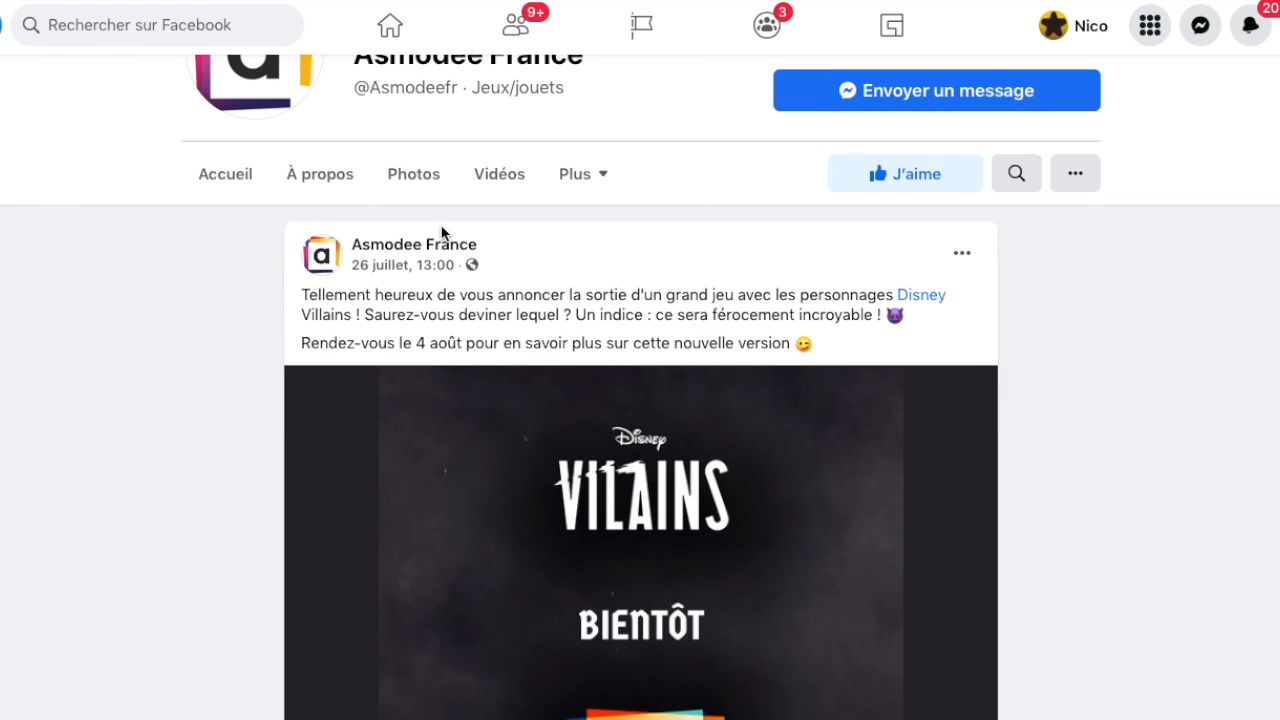 Rechercher sur Facebook
9+
3
Nico
20
a
Asmodee France
@Asmodeefr · Jeux/jouets
Envoyer un message
Accueil
À propos
Photos
Vidéos
Plus
J'aime
a
Asmodee France
26 juillet, 13:00 ·
Tellement heureux de vous annoncer la sortie d'un grand jeu avec les personnages Disney
Villains ! Saurez-vous deviner lequel ? Un indice : ce sera férocement incroyable ! 😈
Rendez-vous le 4 août pour en savoir plus sur cette nouvelle version 😜
Disney
VILAINS
BIENTÔT